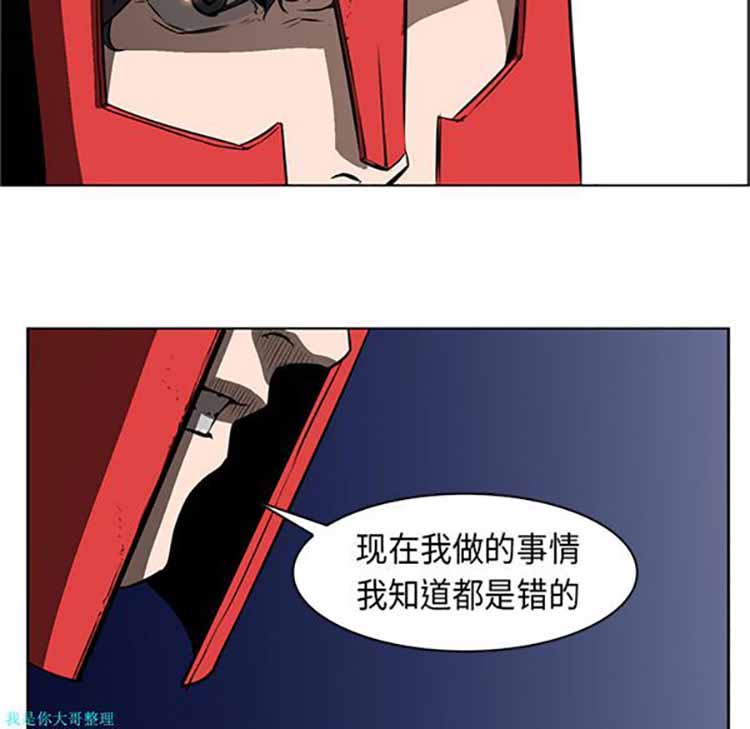 现在我做的事情
我知道都是错的
我是你大哥整理